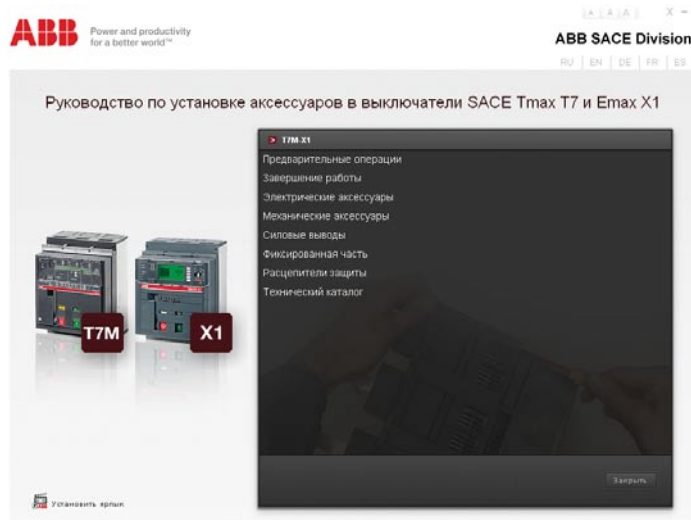 A | A | A
X –
ABB
Power and productivity
for a better world™
ABB SACE Division
RU | EN | DE | FR | ES
Руководство по установке аксессуаров в выключатели SACE Tmax T7 и Emax X1
T7M-X1
Предварительные операции
Завершение работы
Электрические аксессуары
Механические аксессуары
Силовые выводы
Фиксированная часть
Расцепители защиты
Технический каталог
T7M
X1
Закрыть
Установить ярлык